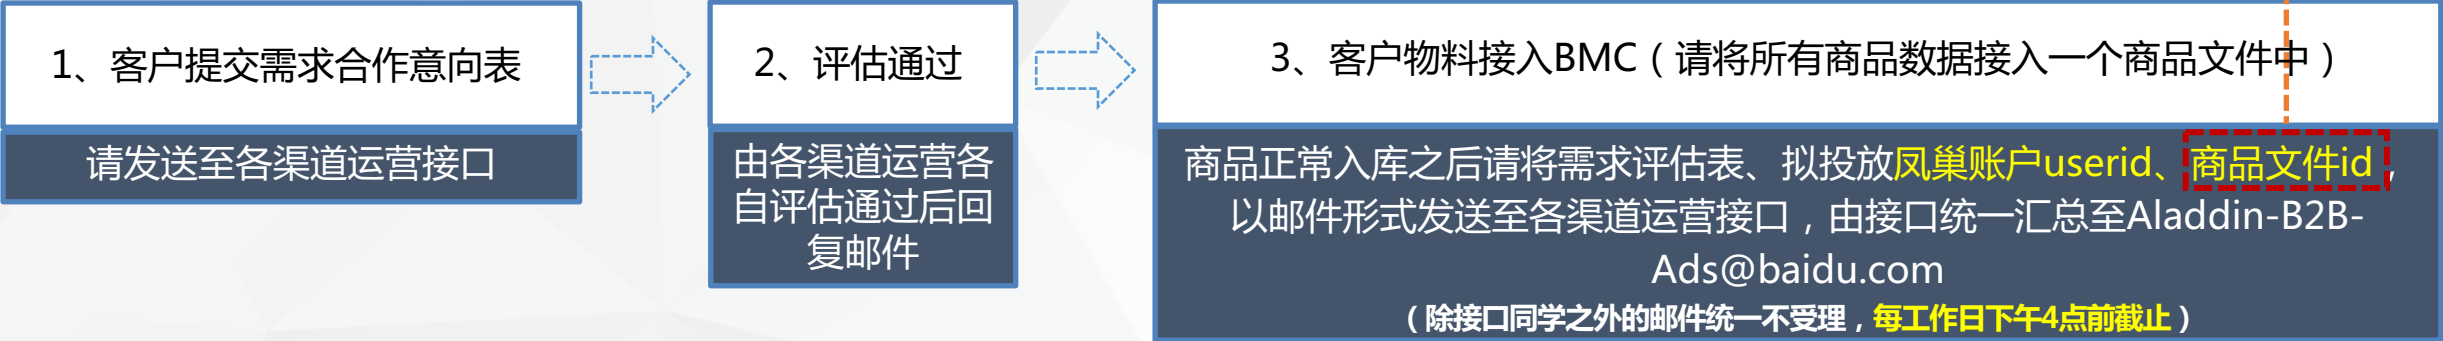 1、客户提交需求合作意向表
请发送至各渠道运营接口
2、评估通过
由各渠道运营各
自评估通过后回
复邮件
3、客户物料接入BMC（请将所有商品数据接入一个商品文件中）
商品正常入库之后请将需求评估表、拟投放凤巢账户userid、商品文件id，
以邮件形式发送至各渠道运营接口，由接口统一汇总至Aladdin-B2B-
Ads@baidu.com
（除接口同学之外的邮件统一不受理，每工作日下午4点前截止）